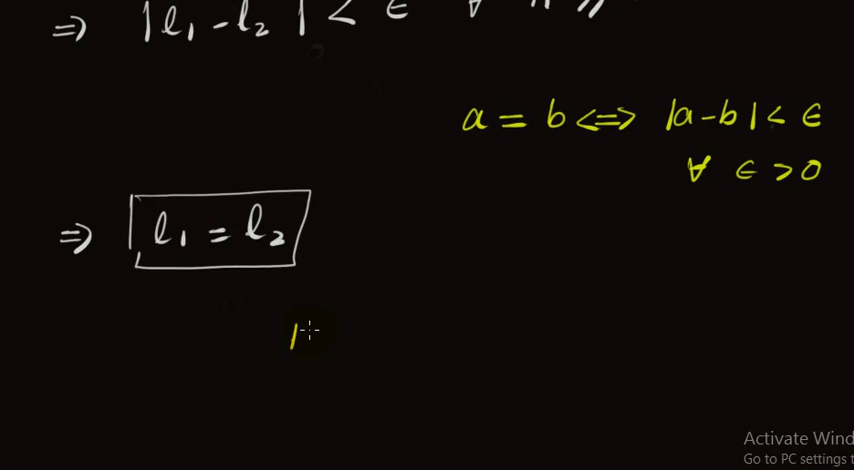 ⇒ |l₁ - l₂| < ϵ ∀ n ≥
a = b <=> |a-b| < ϵ
∀ ϵ > 0
⇒ l₁ = l₂
Activate Wind
Go to PC settings t